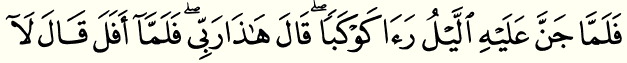 فَلَمَّا جَنَّ عَلَيْهِ ٱلَّيْلُ رَءَا كَوْكَبًاۖ قَالَ هَٰذَا رَبِّىۖ فَلَمَّآ أَفَلَ قَالَ لَآ